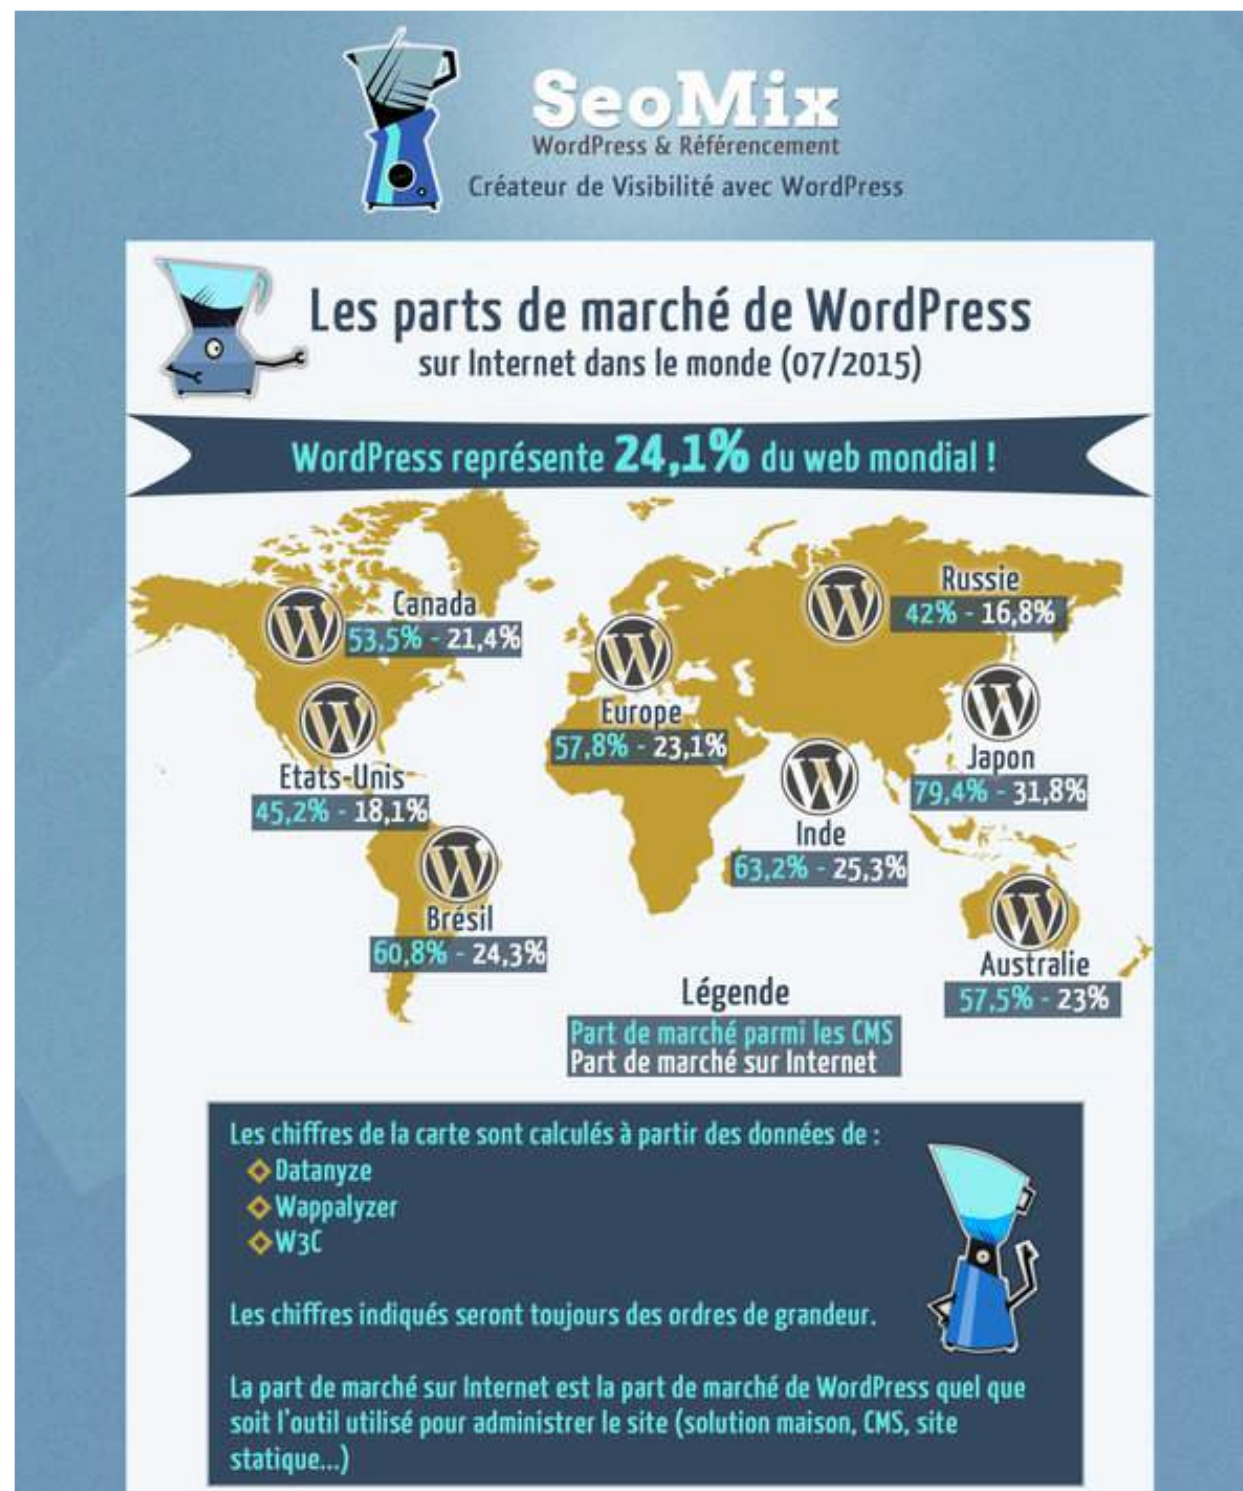 SeoMix
WordPress & Référencement
Créateur de Visibilité avec WordPress
Les parts de marché de WordPress
sur Internet dans le monde (07/2015)
WordPress représente 24,1% du web mondial !
Canada
53,5% - 21,4%
Russie
42% - 16,8%
Europe
57,8% - 23,1%
Etats-Unis
45,2% - 18,1%
Japon
79,4% - 31,8%
Inde
63,2% - 25,3%
Brésil
60,8% - 24,3%
Australie
57,5% - 23%
Légende
Part de marché parmi les CMS
Part de marché sur Internet
Les chiffres de la carte sont calculés à partir des données de :
Datanyze
Wappalyzer
W3C
Les chiffres indiqués seront toujours des ordres de grandeur.
La part de marché sur Internet est la part de marché de WordPress quel que
soit l'outil utilisé pour administrer le site (solution maison, CMS, site
statique...)